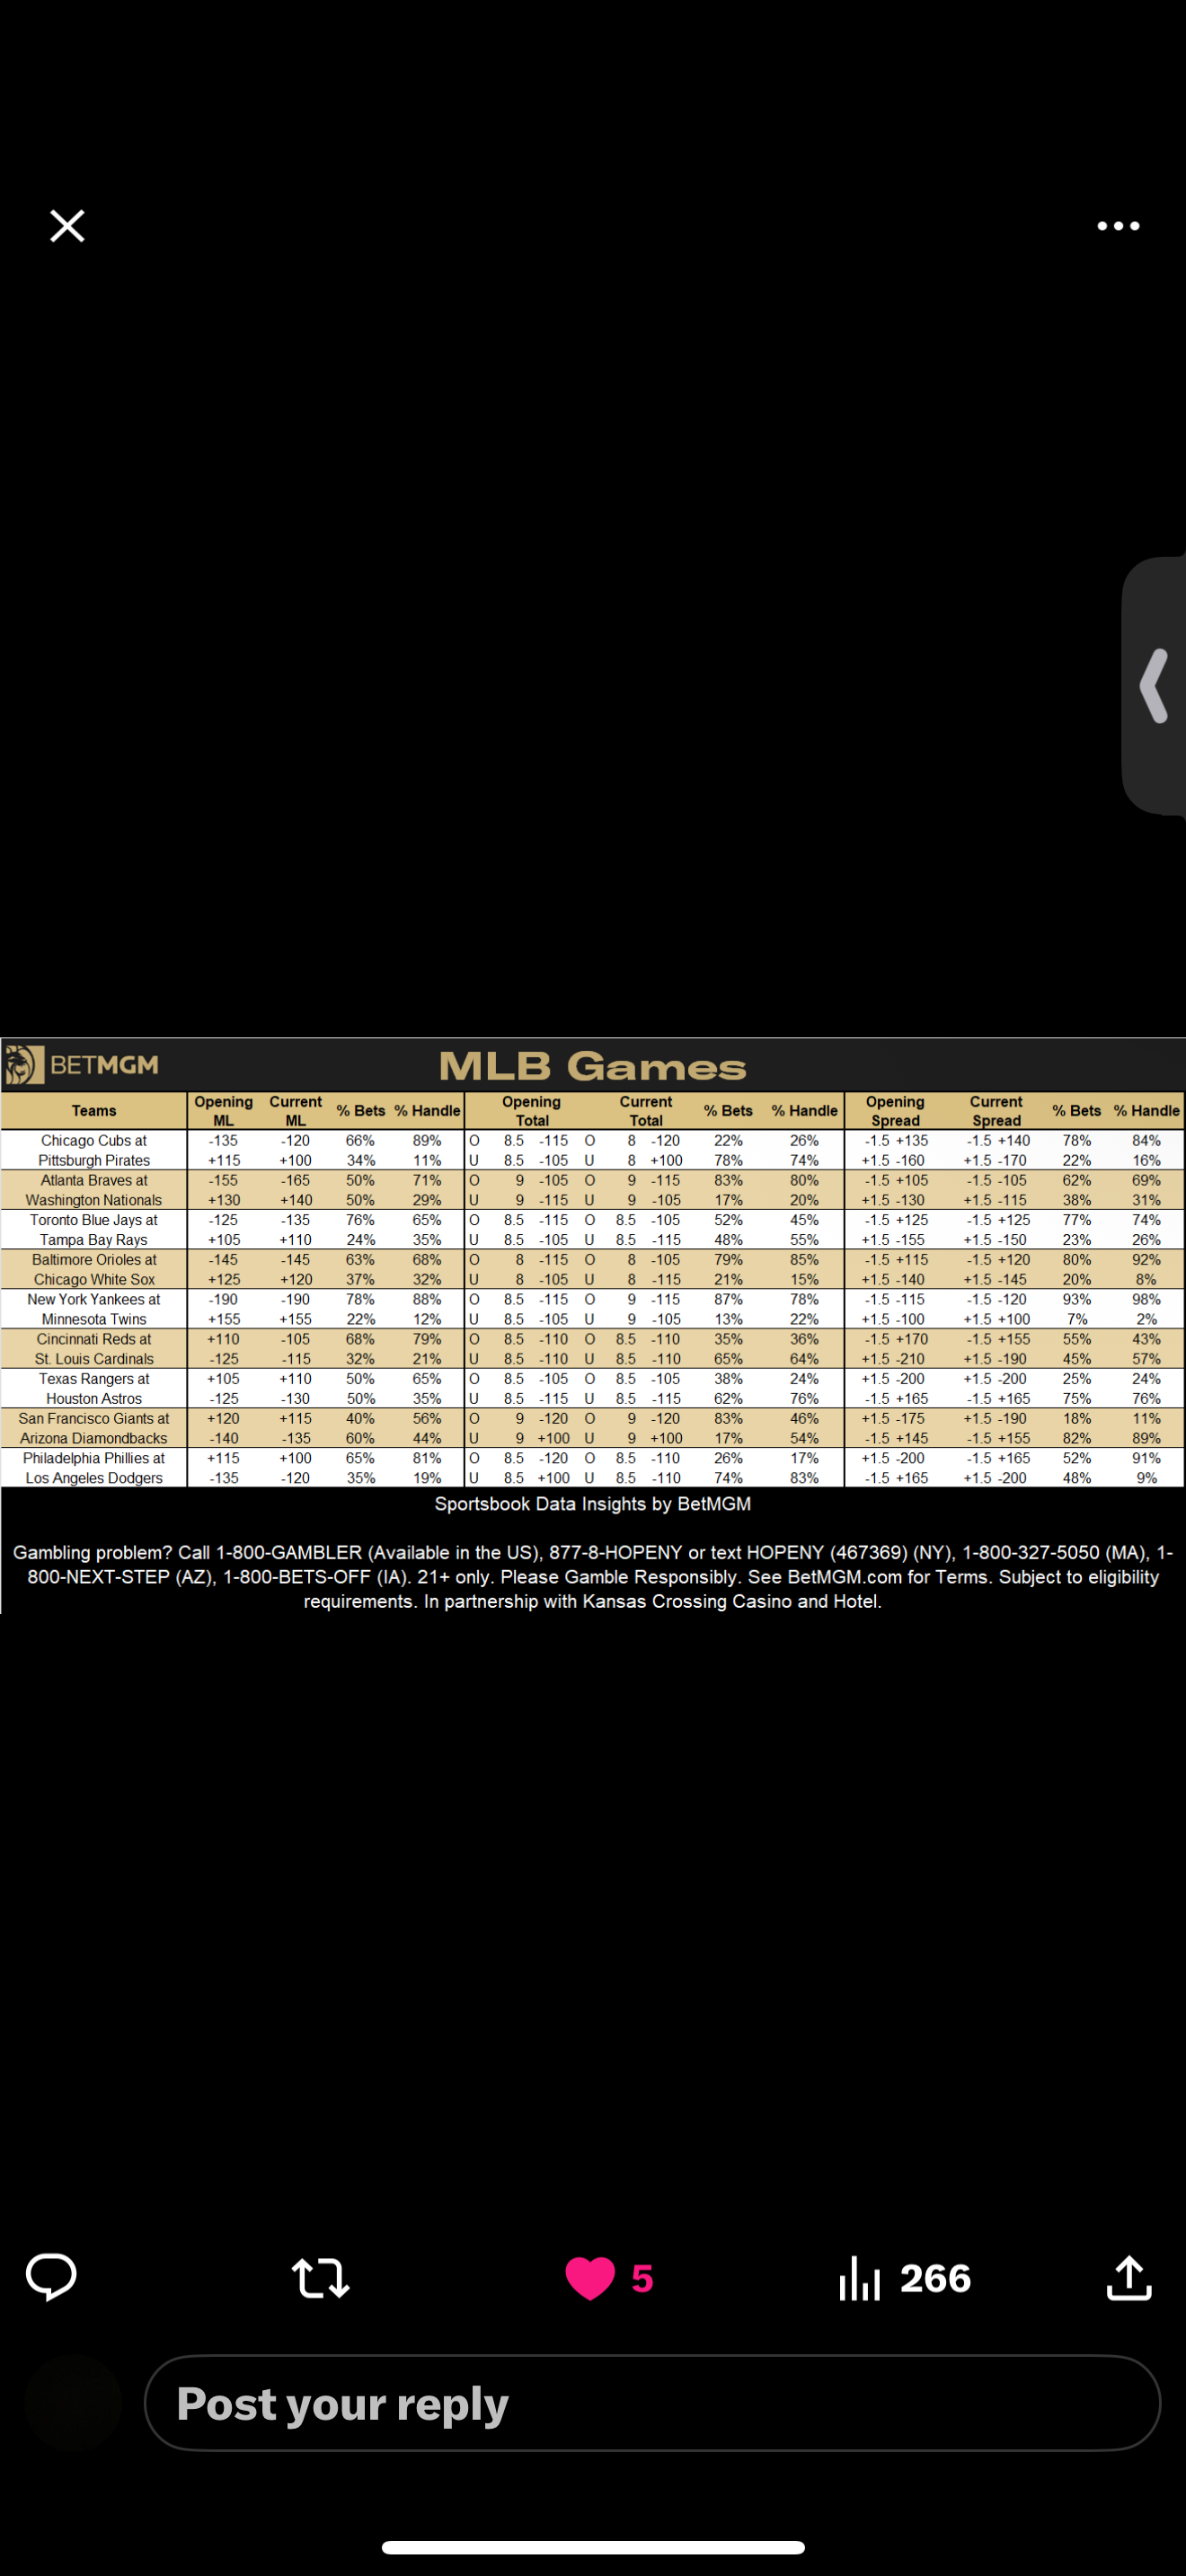 BETMGM MLB Games
Teams Opening ML Current ML % Bets % Handle Opening Total Current Total % Bets % Handle Opening Spread Current Spread % Bets % Handle
Chicago Cubs at -135 -120 66% 89% O 8.5 -115 O 8 -120 22% 26% -1.5 +135 -1.5 +140 78% 84%
Pittsburgh Pirates +115 +100 34% 11% U 8.5 -105 U 8 +100 78% 74% +1.5 -160 +1.5 -170 22% 16%
Atlanta Braves at -155 -165 50% 71% O 9 -105 O 9 -115 83% 80% -1.5 +105 -1.5 -105 62% 69%
Washington Nationals +130 +140 50% 29% U 9 -115 U 9 -105 17% 20% +1.5 -130 +1.5 -115 38% 31%
Toronto Blue Jays at -125 -135 76% 65% O 8.5 -115 O 8.5 -105 52% 45% -1.5 +125 -1.5 +125 77% 74%
Tampa Bay Rays +105 +110 24% 35% U 8.5 -105 U 8.5 -115 48% 55% +1.5 -155 +1.5 -150 23% 26%
Baltimore Orioles at -145 -145 63% 68% O 8 -115 O 8 -105 79% 85% -1.5 +115 -1.5 +120 80% 92%
Chicago White Sox +125 +120 37% 32% U 8 -105 U 8 -115 21% 15% +1.5 -140 +1.5 -145 20% 8%
New York Yankees at -190 -190 78% 88% O 8.5 -115 O 9 -115 87% 78% -1.5 -115 -1.5 -120 93% 98%
Minnesota Twins +155 +155 22% 12% U 8.5 -105 U 9 -105 13% 22% +1.5 -100 +1.5 +100 7% 2%
Cincinnati Reds at +110 -105 68% 79% O 8.5 -110 O 8.5 -110 35% 36% -1.5 +170 -1.5 +155 55% 43%
St. Louis Cardinals -125 -115 32% 21% U 8.5 -110 U 8.5 -110 65% 64% +1.5 -210 +1.5 -190 45% 57%
Texas Rangers at +105 +110 50% 65% O 8.5 -105 O 8.5 -105 38% 24% +1.5 -200 +1.5 -200 25% 24%
Houston Astros -125 -130 50% 35% U 8.5 -115 U 8.5 -115 62% 76% -1.5 +165 -1.5 +165 75% 76%
San Francisco Giants at +120 +115 40% 56% O 9 -120 O 9 -120 83% 46% +1.5 -175 +1.5 -190 18% 11%
Arizona Diamondbacks -140 -135 60% 44% U 9 +100 U 9 +100 17% 54% -1.5 +145 -1.5 +155 82% 89%
Philadelphia Phillies at +115 +100 65% 81% O 8.5 -120 O 8.5 -110 26% 17% +1.5 -200 -1.5 +165 52% 91%
Los Angeles Dodgers -135 -120 35% 19% U 8.5 +100 U 8.5 -110 74% 83% -1.5 +165 +1.5 -200 48% 9%
Sportsbook Data Insights by BetMGM
Gambling problem? Call 1-800-GAMBLER (Available in the US), 877-8-HOPENY or text HOPENY (467369) (NY), 1-800-327-5050 (MA), 1-
800-NEXT-STEP (AZ), 1-800-BETS-OFF (IA). 21+ only. Please Gamble Responsibly. See BetMGM.com for Terms. Subject to eligibility
requirements. In partnership with Kansas Crossing Casino and Hotel.
5 266
Post your reply